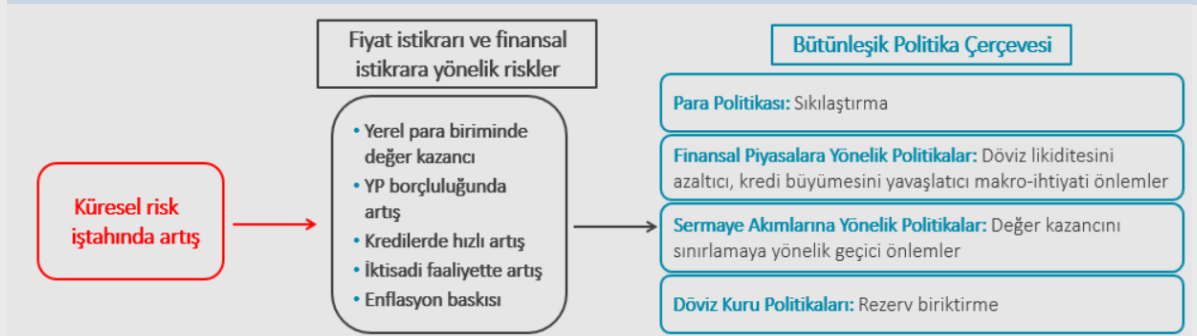 Fiyat istikrarı ve finansal
istikrara yönelik riskler
Bütünleşik Politika Çerçevesi
Küresel risk
iştahında artış
• Yerel para biriminde
değer kazancı
• YP borçluluğunda
artış
• Kredilerde hızlı artış
• İktisadi faaliyette artış
• Enflasyon baskısı
Para Politikası: Sıkılaştırma
Finansal Piyasalara Yönelik Politikalar: Döviz likiditesini
azaltıcı, kredi büyümesini yavaşlatıcı makro-ihtiyati önlemler
Sermaye Akımlarına Yönelik Politikalar: Değer kazancını
sınırlamaya yönelik geçici önlemler
Döviz Kuru Politikaları: Rezerv biriktirme